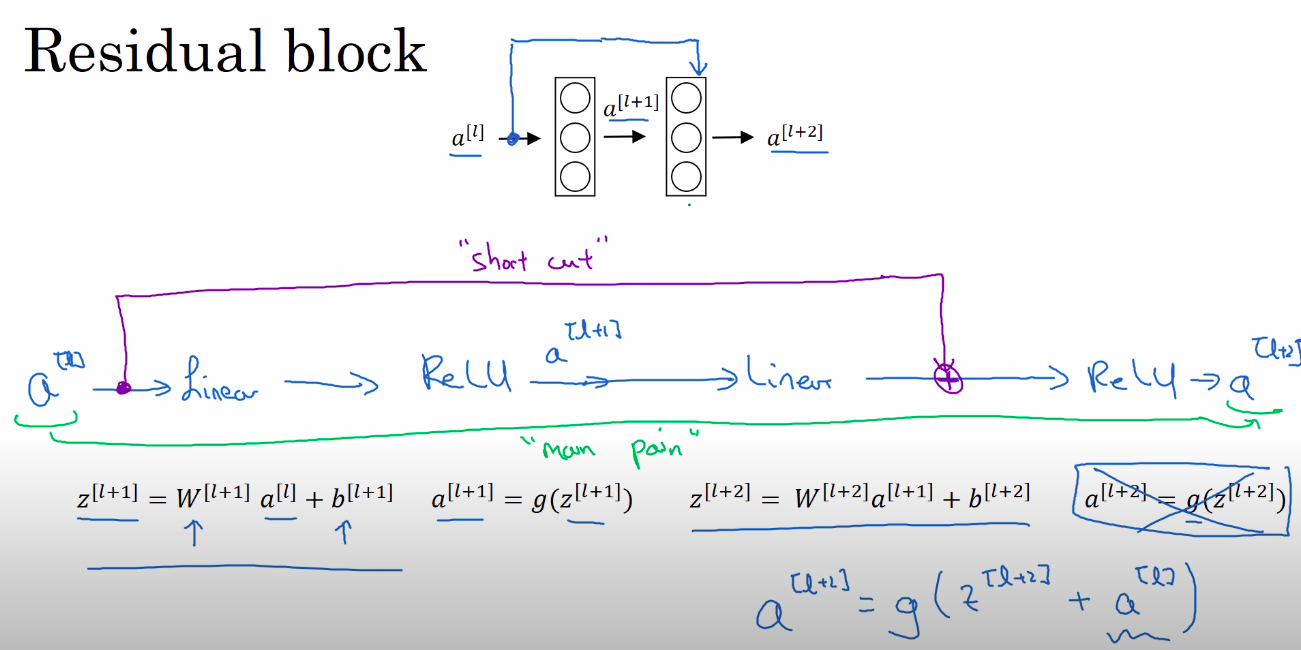 Residual block
a^[l] a^[l+1] a^[l+2]
"short cut"
a^[l] Linear ReLU a^[l+1] Linear ReLU a^[l+2]
"main path"
z^[l+1] = W^[l+1] a^[l] + b^[l+1] a^[l+1] = g(z^[l+1]) z^[l+2] = W^[l+2]a^[l+1] + b^[l+2] a^[l+2] = g(z^[l+2])
a^[l+2] = g(z^[l+2] + a^[l])